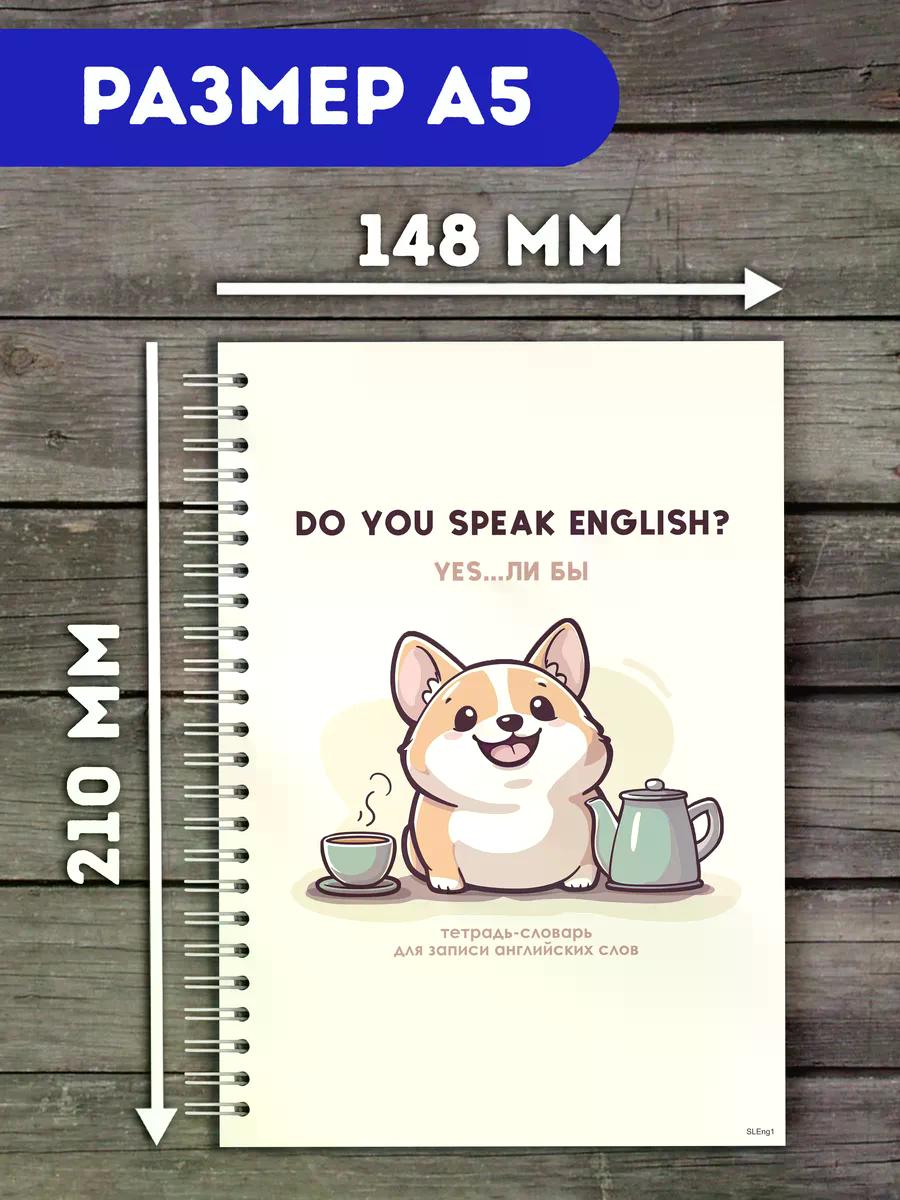 РАЗМЕР А5
148 ММ
210 ММ
DO YOU SPEAK ENGLISH?
YES...ЛИ БЫ
тетрадь-словарь
для записи английских слов
SLEng1